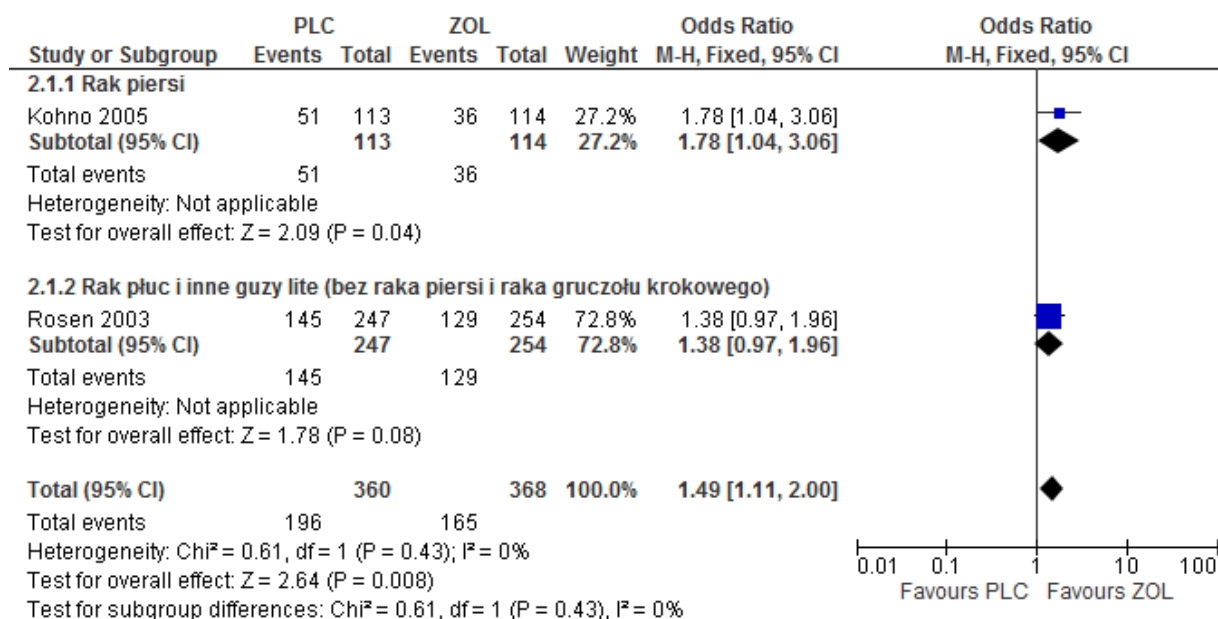 PLC ZOL Odds Ratio Odds Ratio
Study or Subgroup Events Total Events Total Weight M-H, Fixed, 95% CI M-H, Fixed, 95% CI
2.1.1 Rak piersi
Kohno 2005 51 113 36 114 27.2% 1.78 [1.04, 3.06]
Subtotal (95% CI) 113 114 27.2% 1.78 [1.04, 3.06]
Total events 51 36
Heterogeneity: Not applicable
Test for overall effect: Z = 2.09 (P = 0.04)
2.1.2 Rak płuc i inne guzy lite (bez raka piersi i raka gruczołu krokowego)
Rosen 2003 145 247 129 254 72.8% 1.38 [0.97, 1.96]
Subtotal (95% CI) 247 254 72.8% 1.38 [0.97, 1.96]
Total events 145 129
Heterogeneity: Not applicable
Test for overall effect: Z = 1.78 (P = 0.08)
Total (95% CI) 360 368 100.0% 1.49 [1.11, 2.00]
Total events 196 165
Heterogeneity: Chi² = 0.61, df = 1 (P = 0.43); I² = 0%
Test for overall effect: Z = 2.64 (P = 0.008)
Test for subgroup differences: Chi² = 0.61, df = 1 (P = 0.43), I² = 0%
0.01 0.1 1 10 100
Favours PLC Favours ZOL